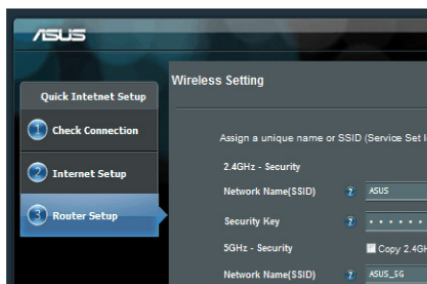 ASUS
Quick Intetnet Setup
1 Check Connection
2 Internet Setup
3 Router Setup
Wireless Setting
Assign a unique name or SSID (Service Set
2.4GHz - Security
Network Name(SSID) ? ASUS
Security Key ? ••••••
5GHz - Security Copy 2.4GH
Network Name(SSID) ? ASUS_5G